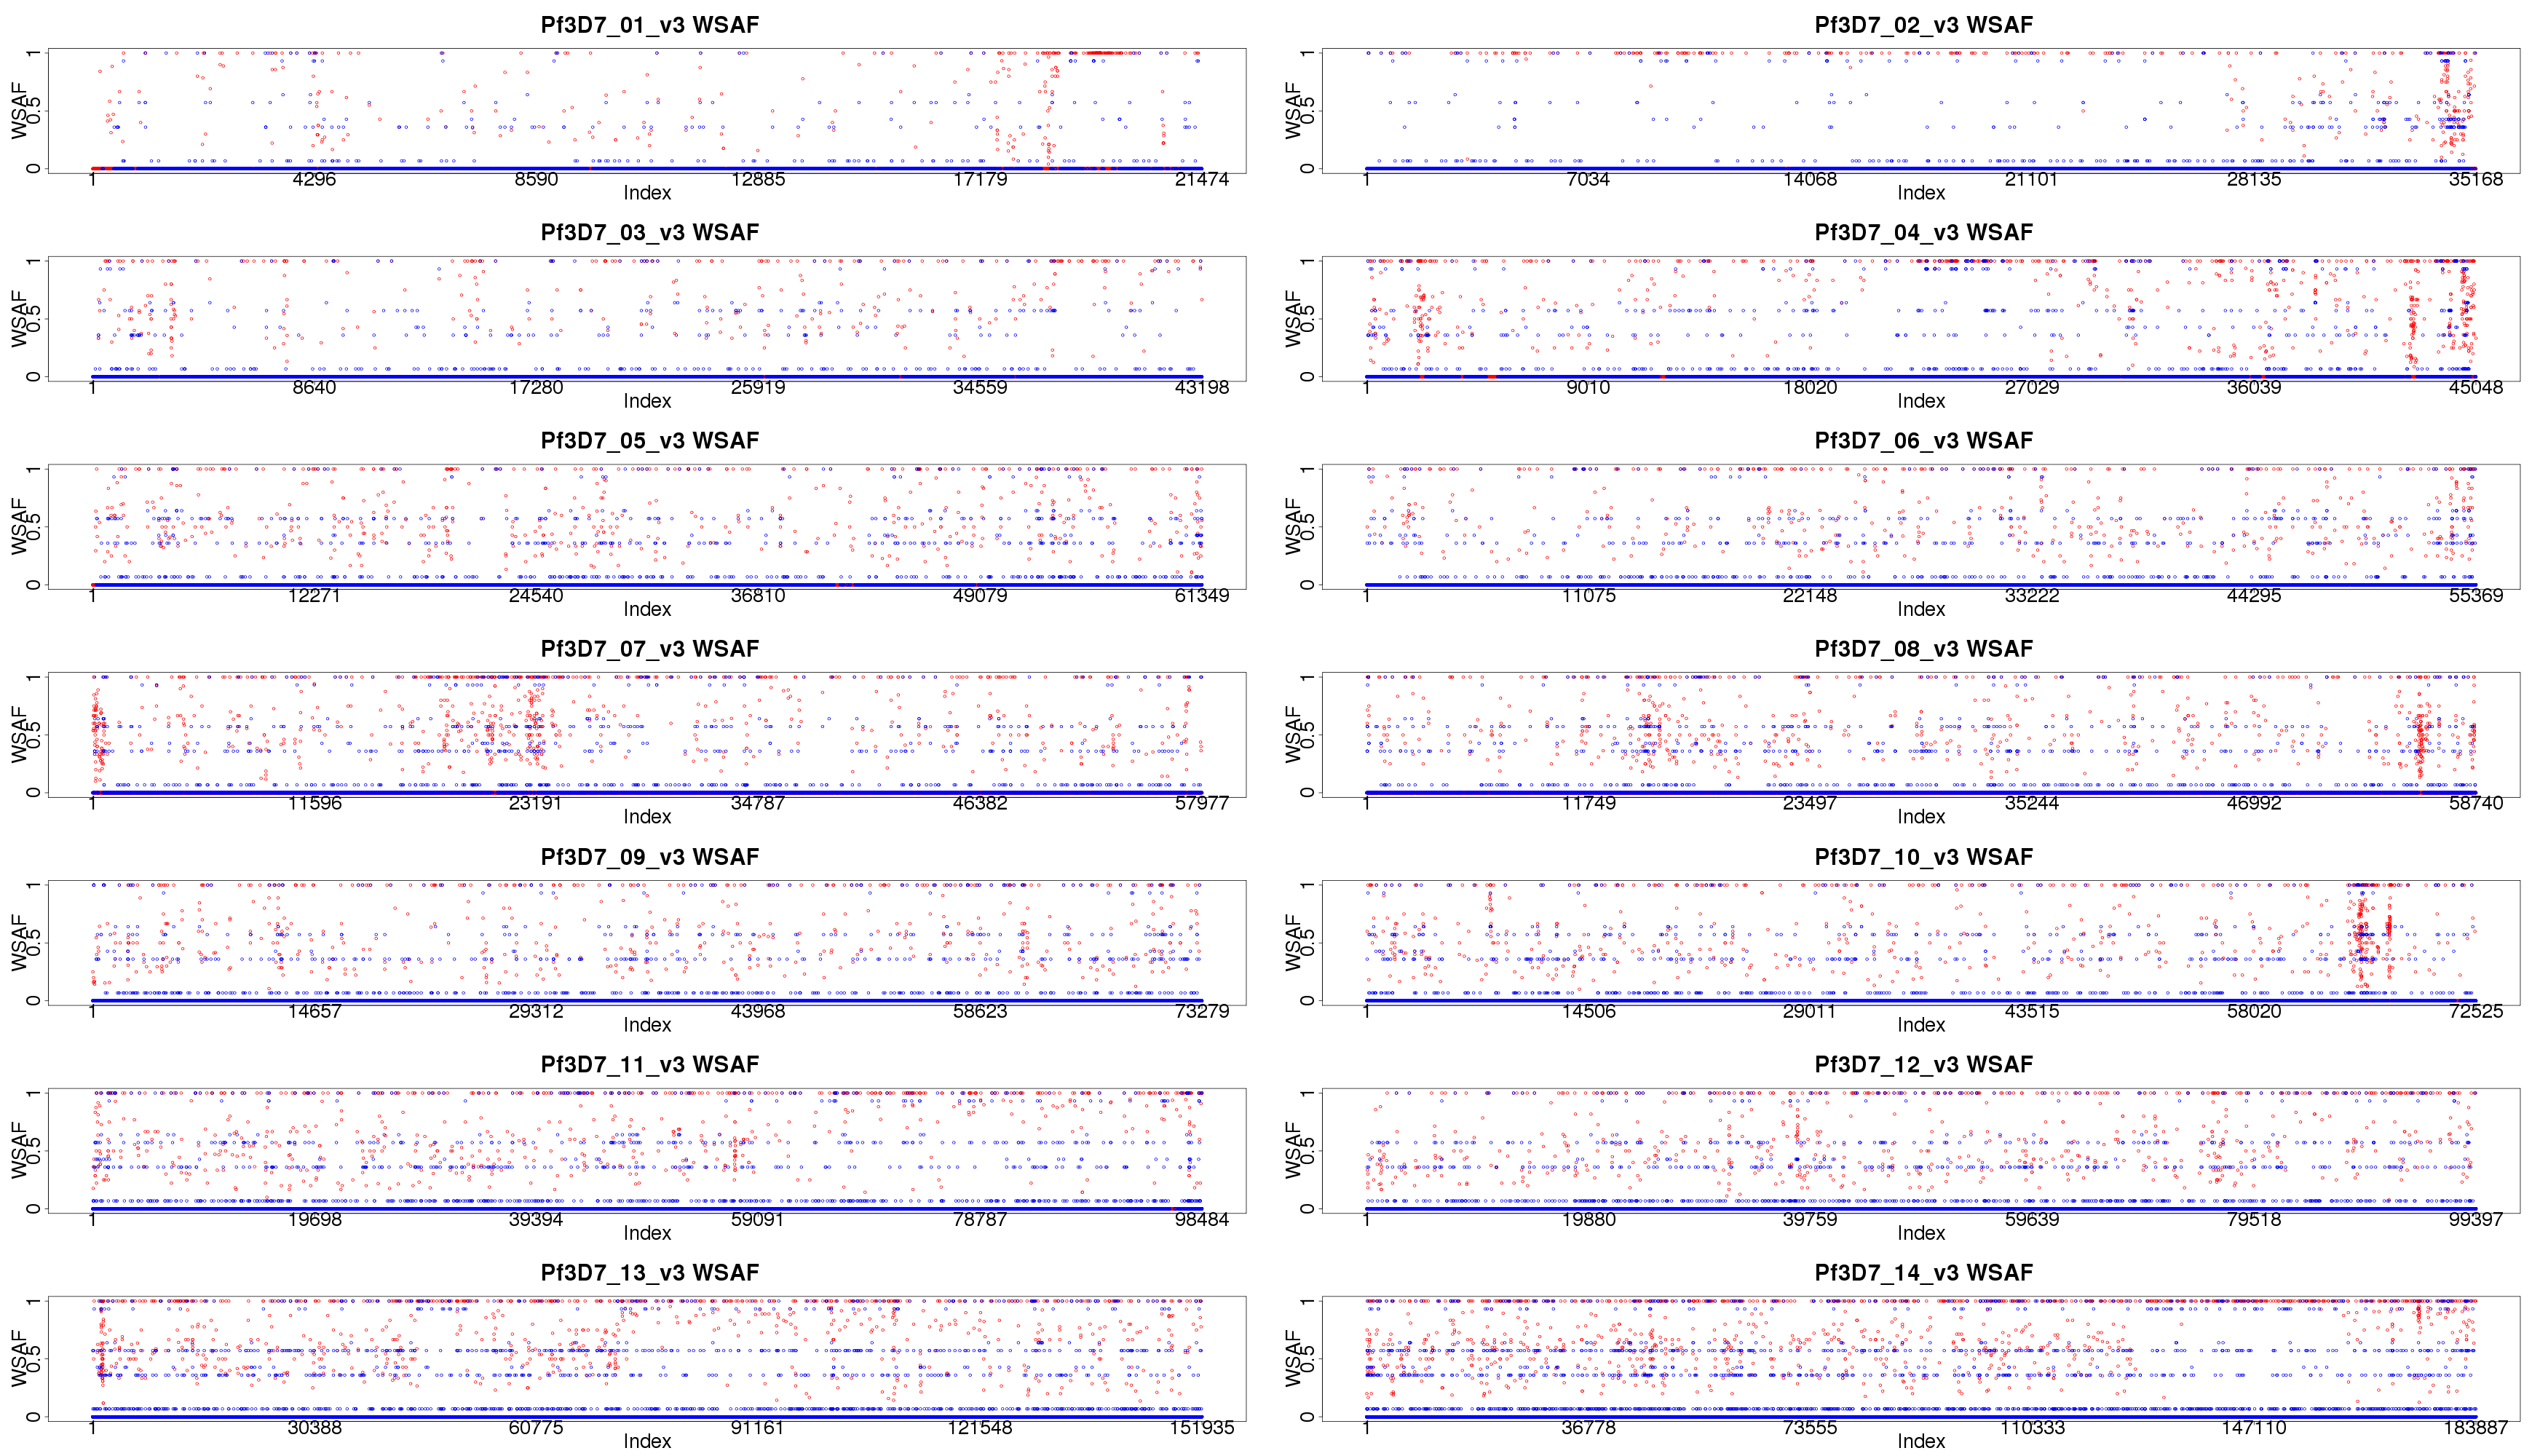 Pf3D7_01_v3 WSAF
WSAF
1
0.5
0
1 4296 8590 12885 17179 21474
Index
Pf3D7_02_v3 WSAF
WSAF
1
0.5
0
1 7034 14068 21101 28135 35168
Index
Pf3D7_03_v3 WSAF
WSAF
1
0.5
0
1 8640 17280 25919 34559 43198
Index
Pf3D7_04_v3 WSAF
WSAF
1
0.5
0
1 9010 18020 27029 36039 45048
Index
Pf3D7_05_v3 WSAF
WSAF
1
0.5
0
1 12271 24540 36810 49079 61349
Index
Pf3D7_06_v3 WSAF
WSAF
1
0.5
0
1 11075 22148 33222 44295 55369
Index
Pf3D7_07_v3 WSAF
WSAF
1
0.5
0
1 11596 23191 34787 46382 57977
Index
Pf3D7_08_v3 WSAF
WSAF
1
0.5
0
1 11749 23497 35244 46992 58740
Index
Pf3D7_09_v3 WSAF
WSAF
1
0.5
0
1 14657 29312 43968 58623 73279
Index
Pf3D7_10_v3 WSAF
WSAF
1
0.5
0
1 14506 29011 43515 58020 72525
Index
Pf3D7_11_v3 WSAF
WSAF
1
0.5
0
1 19698 39394 59091 78787 98484
Index
Pf3D7_12_v3 WSAF
WSAF
1
0.5
0
1 19880 39759 59639 79518 99397
Index
Pf3D7_13_v3 WSAF
WSAF
1
0.5
0
1 30388 60775 91161 121548 151935
Index
Pf3D7_14_v3 WSAF
WSAF
1
0.5
0
1 36778 73555 110333 147110 183887
Index